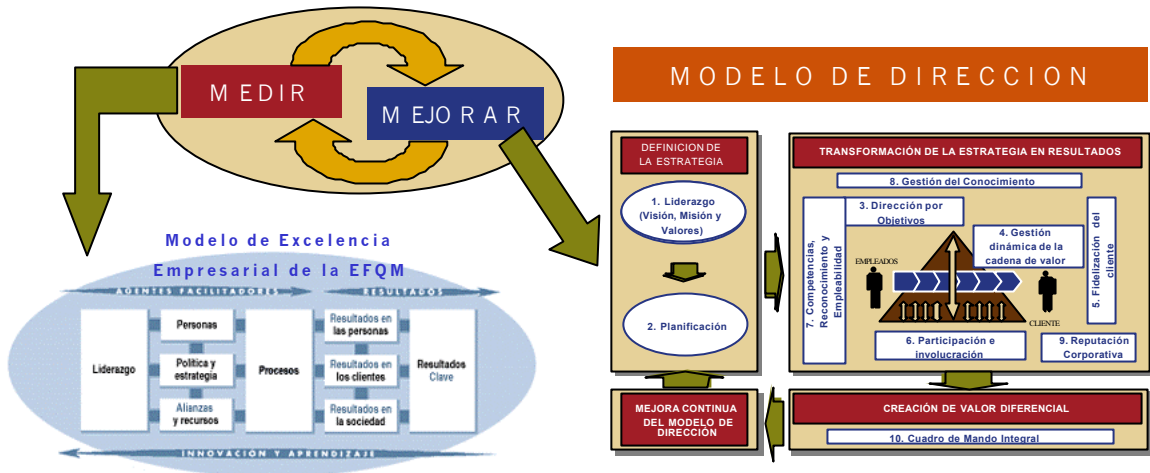 MEDIR
MEJORAR
Modelo de Excelencia
Empresarial de la EFQM
AGENTES FACILITADORES
RESULTADOS
Liderazgo
Personas
Política y
estrategia
Alianzas
y recursos
Procesos
Resultados en
las personas
Resultados en
los clientes
Resultados en
la sociedad
Resultados
Clave
INNOVACIÓN Y APRENDIZAJE
MODELO DE DIRECCION
DEFINICION DE
LA ESTRATEGIA
1. Liderazgo
(Visión, Misión y
Valores)
2. Planificación
TRANSFORMACIÓN DE LA ESTRATEGIA EN RESULTADOS
8. Gestión del Conocimiento
3. Dirección por
Objetivos
4. Gestión
dinámica de la
cadena de valor
7. Competencias,
Reconocimiento y
Empleabilidad
EMPLEADOS
CLIENTE
5. Fidelización del
cliente
6. Participación e
involucración
9. Reputación
Corporativa
MEJORA CONTINUA
DEL MODELO DE
DIRECCIÓN
CREACIÓN DE VALOR DIFERENCIAL
10. Cuadro de Mando Integral